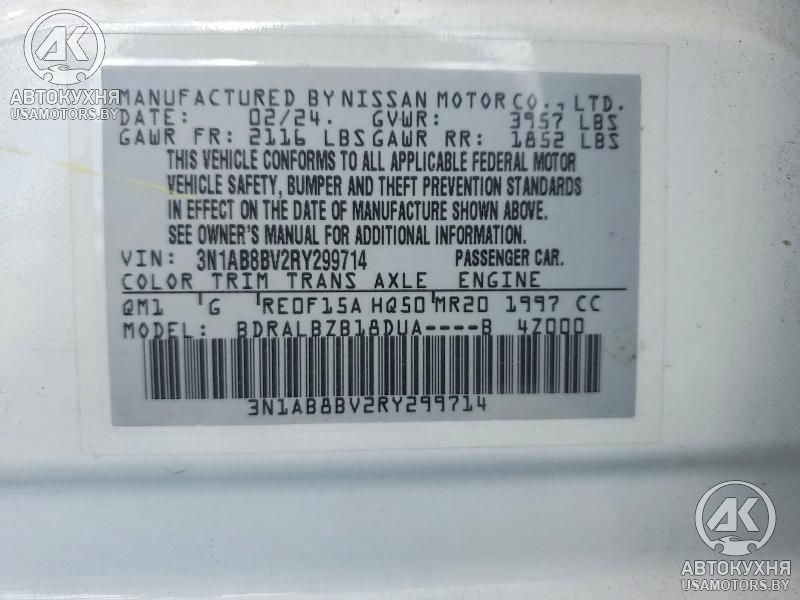 АК
АВТОКУХНЯ
USAMOTORS.BY
MANUFACTURED BY NISSAN MOTOR CO., LTD.
DATE: 02/24. GVWR: 3957 LBS
GAWR FR: 2116 LBS GAWR RR: 1852 LBS
THIS VEHICLE CONFORMS TO ALL APPLICABLE FEDERAL MOTOR
VEHICLE SAFETY, BUMPER AND THEFT PREVENTION STANDARDS
IN EFFECT ON THE DATE OF MANUFACTURE SHOWN ABOVE.
SEE OWNER'S MANUAL FOR ADDITIONAL INFORMATION.
VIN: 3N1AB8BV2RY299714 PASSENGER CAR.
COLOR TRIM TRANS AXLE ENGINE
QM1 G RE0F15A HQ50 MR20 1997 CC
MODEL: BDRALBZB18DUA----B 4Z000
3N1AB8BV2RY299714
АК
АВТОКУХНЯ
USAMOTORS.BY